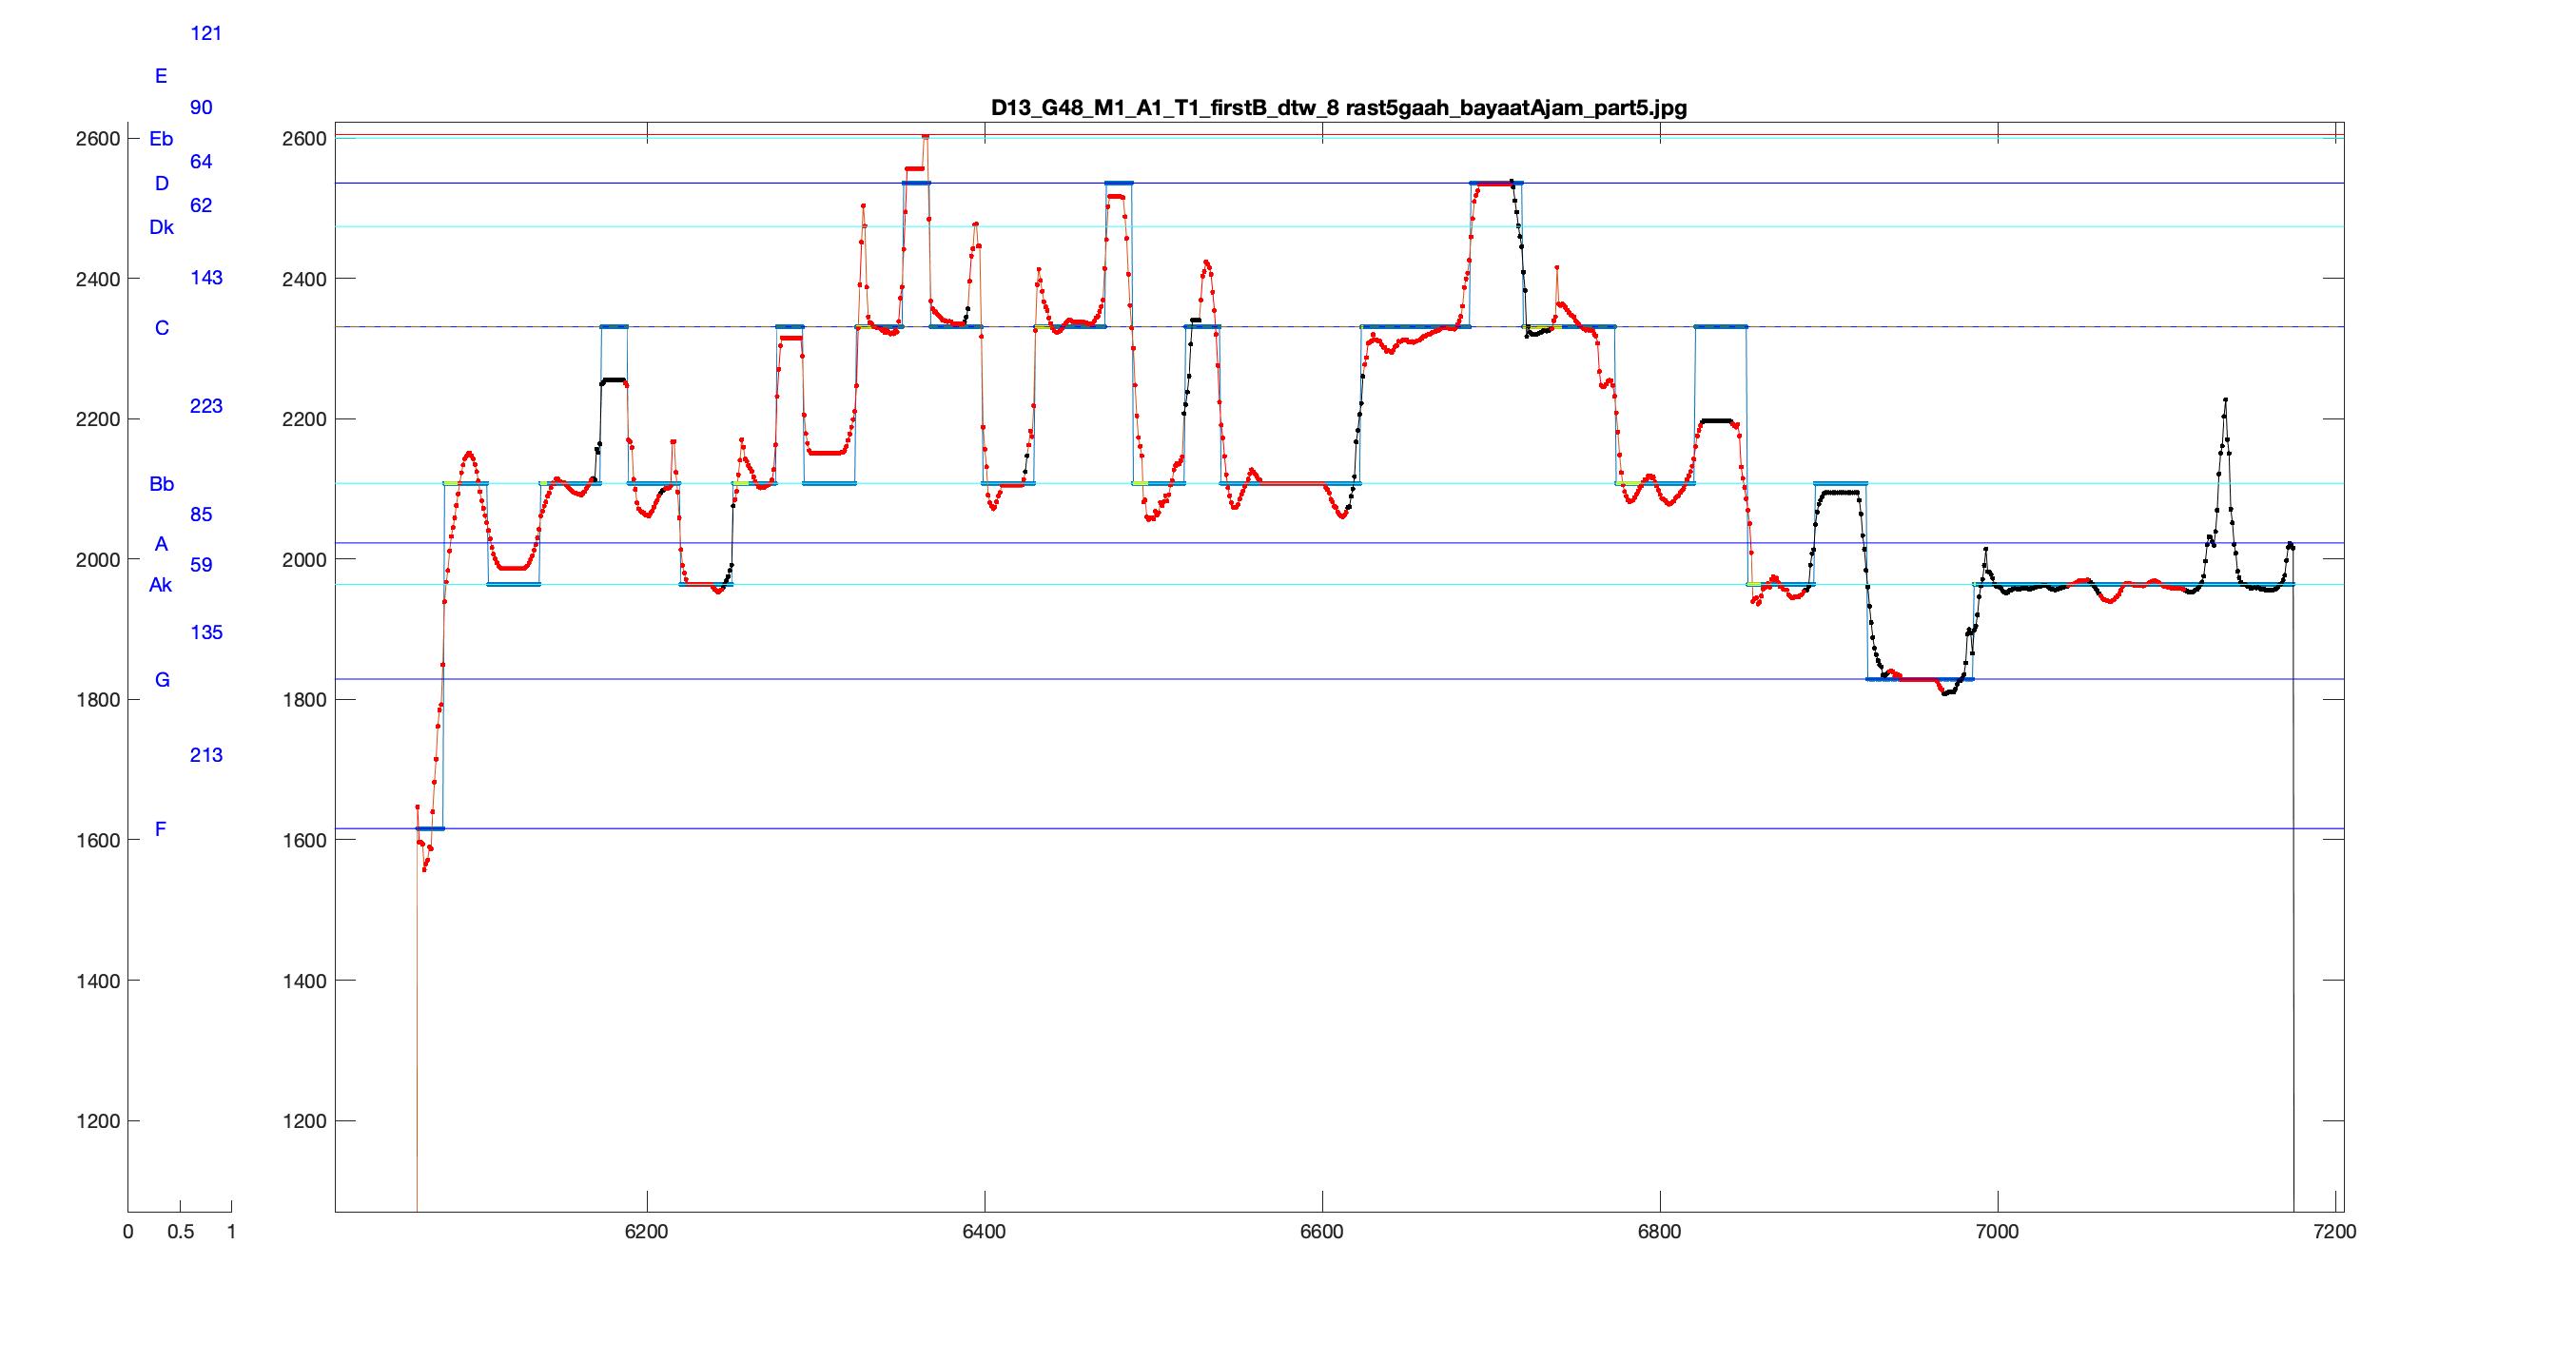 121
E
90
D13_G48_M1_A1_T1_firstB_dtw_8 rast5gaah_bayaatAjam_part5.jpg
2600 Eb 2600
64
D
62
Dk
2400 143 2400
C
2200 223 2200
Bb
85
A
2000 59 2000
Ak
135
G
1800 1800
213
F
1600 1600
1400 1400
1200 1200
0 0.5 1 6200 6400 6600 6800 7000 7200